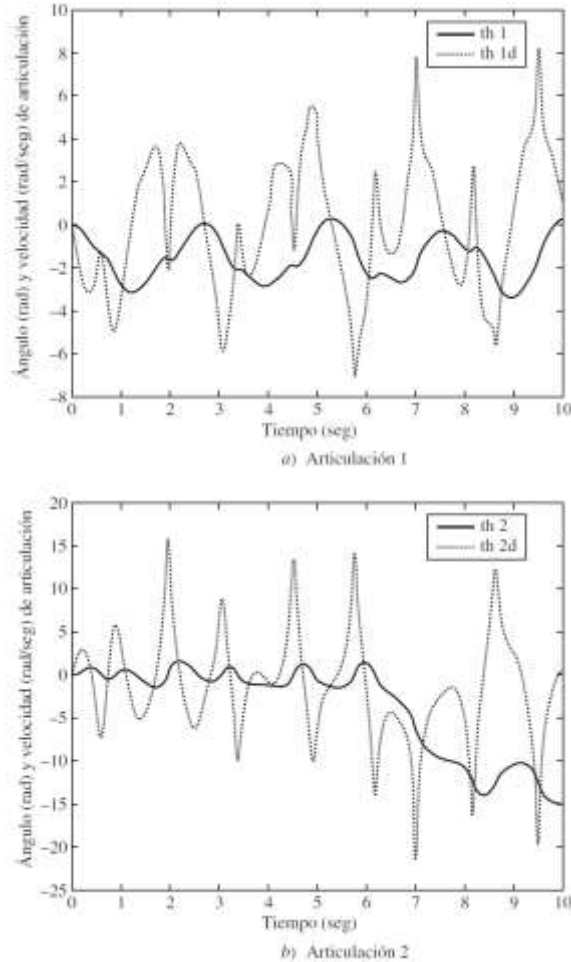 Ángulo (rad) y velocidad (rad/seg) de articulación
10
8
6
4
2
0
−2
−4
−6
−8
th 1
th 1d
0 1 2 3 4 5 6 7 8 9 10
Tiempo (seg)
a) Articulación 1
Ángulo (rad) y velocidad (rad/seg) de articulación
20
15
10
5
0
−5
−10
−15
−20
−25
th 2
th 2d
0 1 2 3 4 5 6 7 8 9 10
Tiempo (seg)
b) Articulación 2